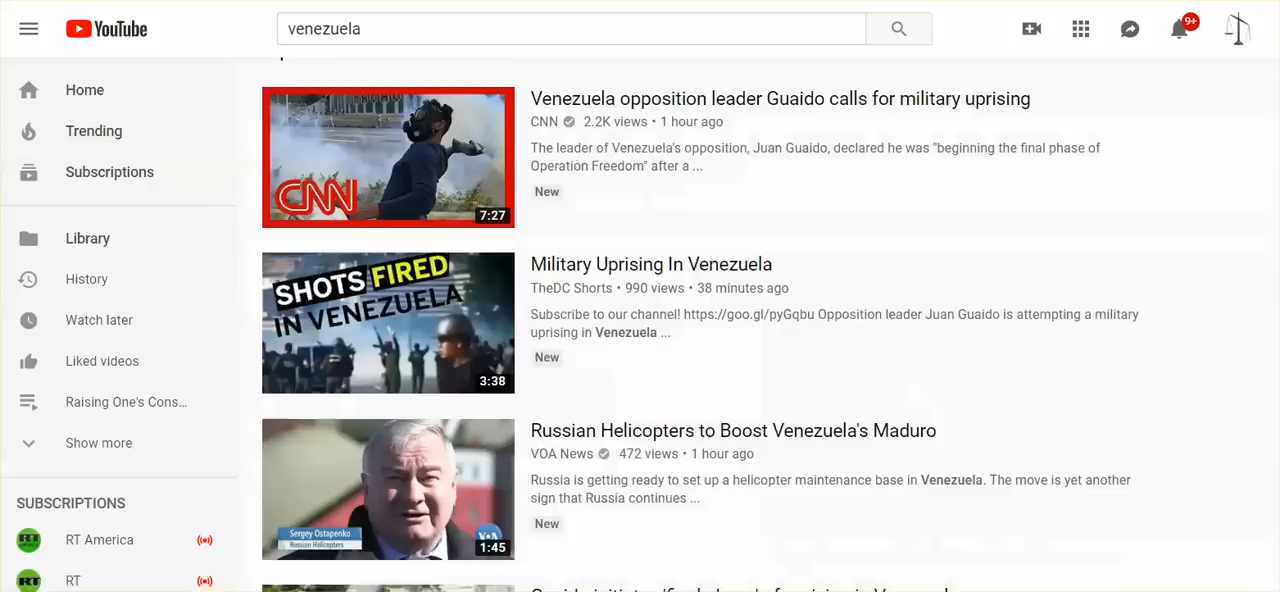 YouTube
venezuela
9+
Home
Trending
Subscriptions
Library
History
Watch later
Liked videos
Raising One's Cons...
Show more
SUBSCRIPTIONS
RT RT America
RT RT
CNN
7:27
Venezuela opposition leader Guaido calls for military uprising
CNN 2.2K views • 1 hour ago
The leader of Venezuela's opposition, Juan Guaido, declared he was "beginning the final phase of
Operation Freedom" after a ...
New
SHOTS FIRED
IN VENEZUELA
3:38
Military Uprising In Venezuela
TheDC Shorts • 990 views • 38 minutes ago
Subscribe to our channel! https://goo.gl/pyGqbu Opposition leader Juan Guaido is attempting a military
uprising in Venezuela ...
New
Sergey Ostapenko
Russian Helicopters
VOA
1:45
Russian Helicopters to Boost Venezuela's Maduro
VOA News 472 views • 1 hour ago
Russia is getting ready to set up a helicopter maintenance base in Venezuela. The move is yet another
sign that Russia continues ...
New